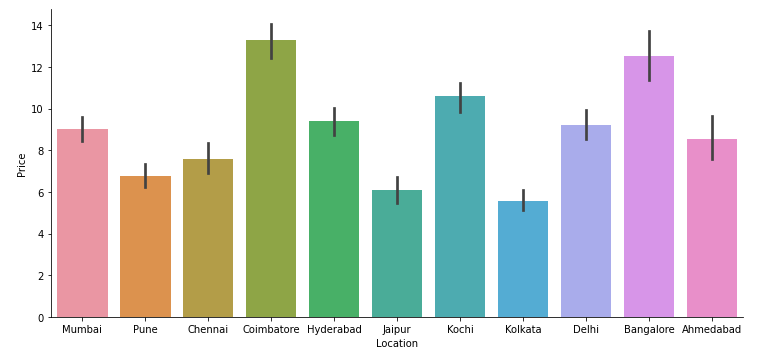 Price
14
12
10
8
6
4
2
0
Mumbai Pune Chennai Coimbatore Hyderabad Jaipur Kochi Kolkata Delhi Bangalore Ahmedabad
Location